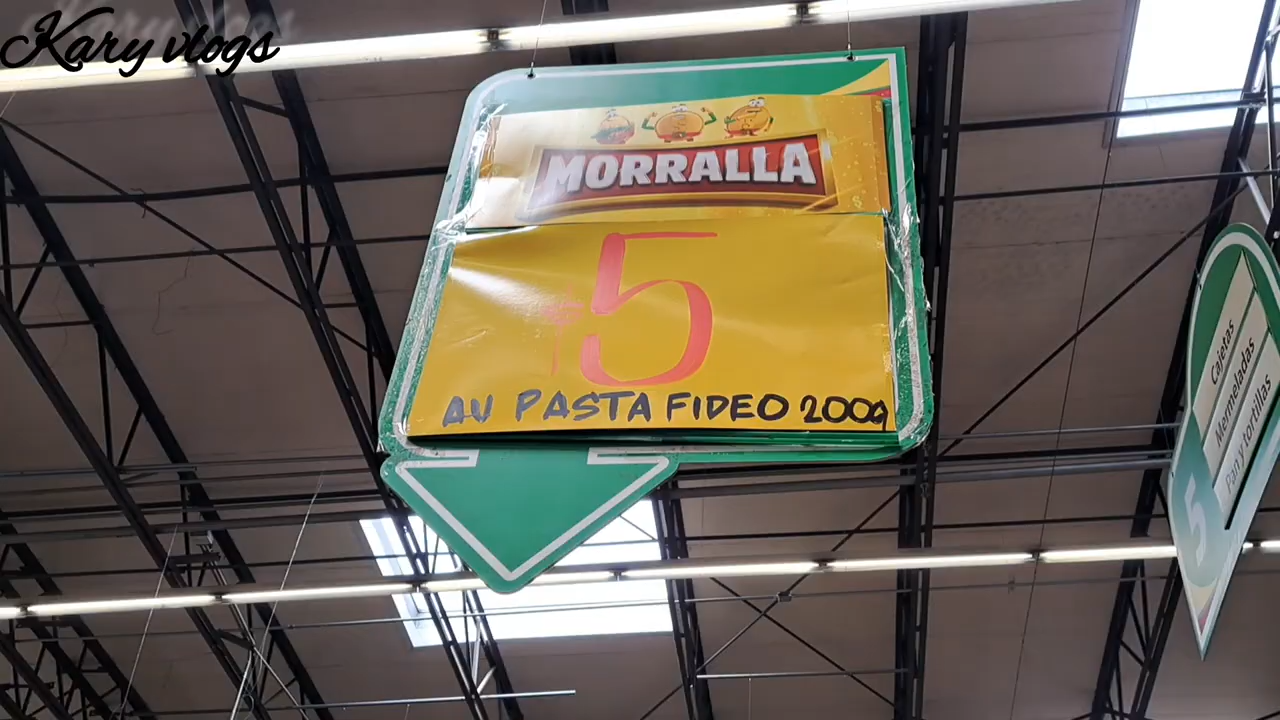 Kary vlogs
MORRALLA
$5
AU PASTA FIDEO 200g
Cajetas
Mermeladas
Pan y tortillas
5